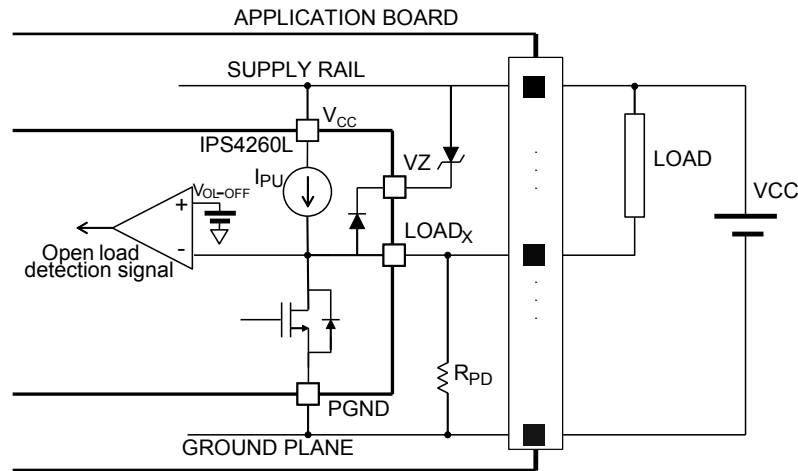 APPLICATION BOARD
SUPPLY RAIL
VCC
IPS4260L
VZ
IPU
LOAD
VOL-OFF
VCC
+
LOADX
-
Open load
detection signal
RPD
PGND
GROUND PLANE